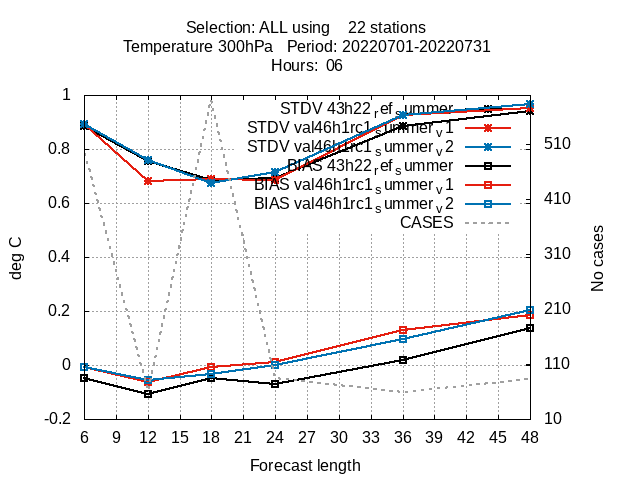 Selection: ALL using    22 stations
Temperature 300hPa   Period: 20220701-20220731
Hours: 06
STDV 43h22ref_summer
STDV val46h1rc1_summer_v1
STDV val46h1rc1_summer_v2
BIAS 43h22ref_summer
BIAS val46h1rc1_summer_v1
BIAS val46h1rc1_summer_v2
CASES
1
0.8
0.6
0.4
0.2
0
-0.2
deg C
510
410
310
210
110
10
No cases
6 9 12 15 18 21 24 27 30 33 36 39 42 45 48
Forecast length